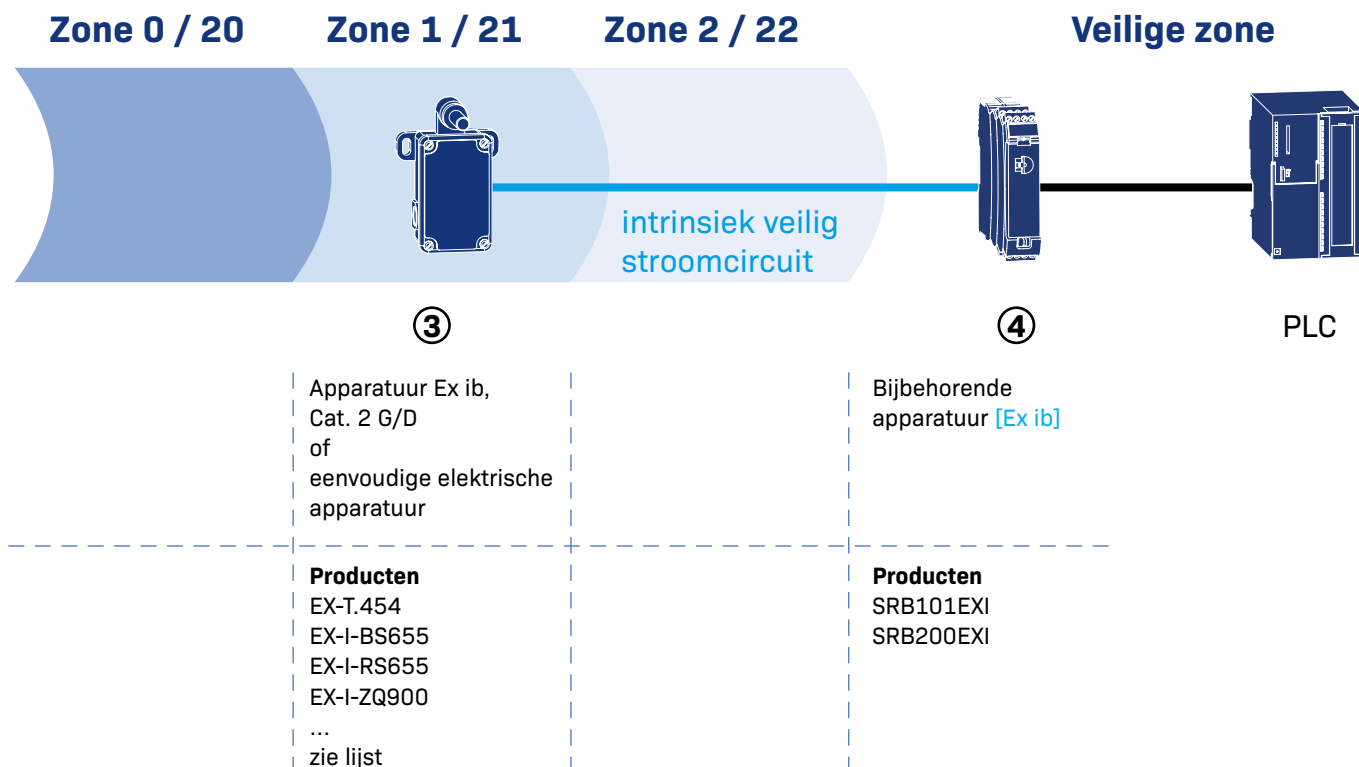 Zone 0 / 20
Zone 1 / 21
Zone 2 / 22
Veilige zone
intrinsiek veilig
stroomcircuit
③
④
PLC
Apparatuur Ex ib,
Cat. 2 G/D
of
eenvoudige elektrische
apparatuur
Bijbehorende
apparatuur [Ex ib]
Producten
EX-T.454
EX-I-BS655
EX-I-RS655
EX-I-ZQ900
...
zie lijst
Producten
SRB101EXI
SRB200EXI